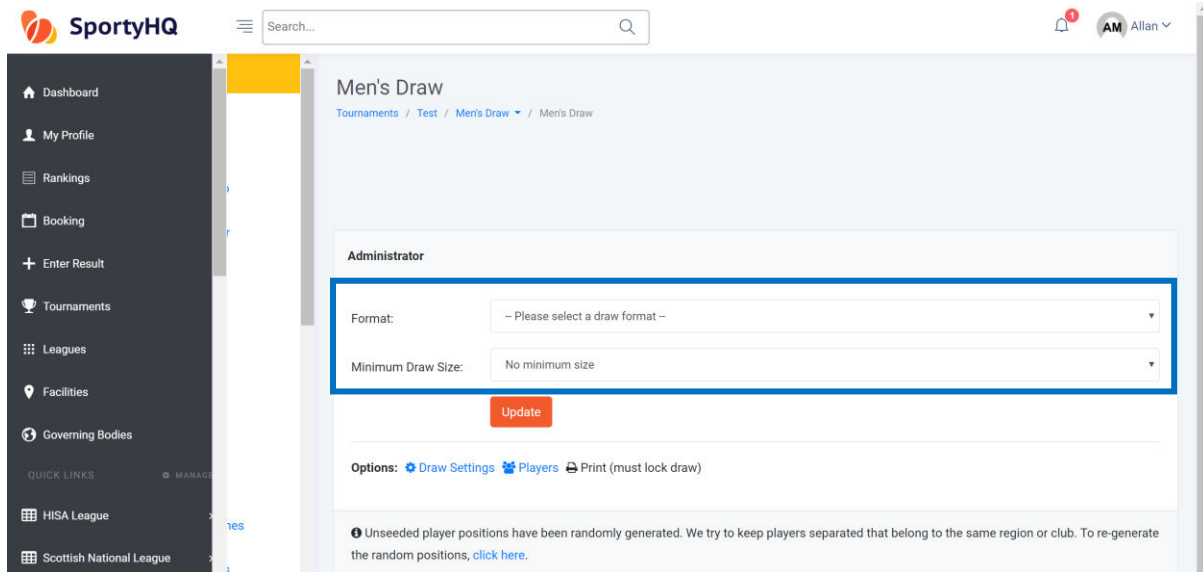 SportyHQ
Search...
1
AM Allan
Dashboard
My Profile
Rankings
Booking
Enter Result
Tournaments
Leagues
Facilities
Governing Bodies
QUICK LINKS MANAGE
HISA League
Scottish National League
Men's Draw
Tournaments / Test / Men's Draw / Men's Draw
Administrator
Format: -- Please select a draw format --
Minimum Draw Size: No minimum size
Update
Options: Draw Settings Players Print (must lock draw)
Unseeded player positions have been randomly generated. We try to keep players separated that belong to the same region or club. To re-generate
the random positions, click here.